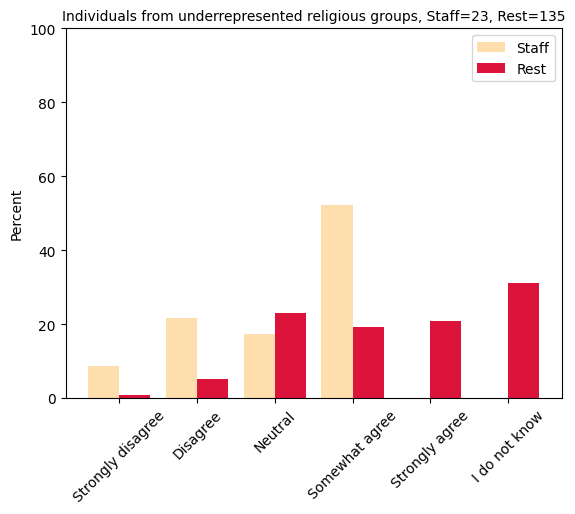 Individuals from underrepresented religious groups, Staff=23, Rest=135
100
80
60
40
20
0
Percent
Staff
Rest
Strongly disagree
Disagree
Neutral
Somewhat agree
Strongly agree
I do not know